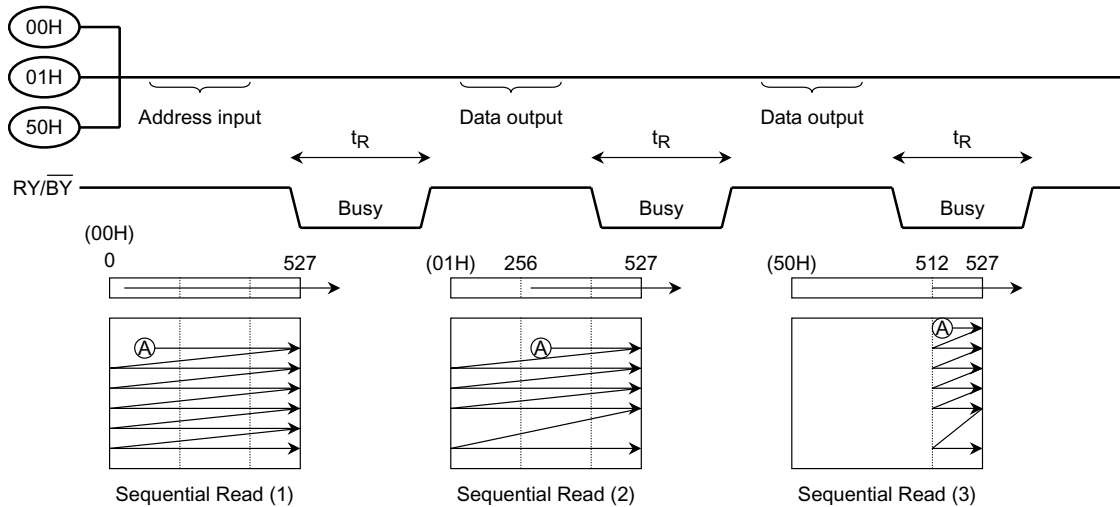 00H
01H
50H
Address input
Data output
Data output
tR
tR
tR
RY/BY
Busy
Busy
Busy
(00H)
0 527
(01H) 256 527
(50H) 512 527
A
A
A
Sequential Read (1)
Sequential Read (2)
Sequential Read (3)